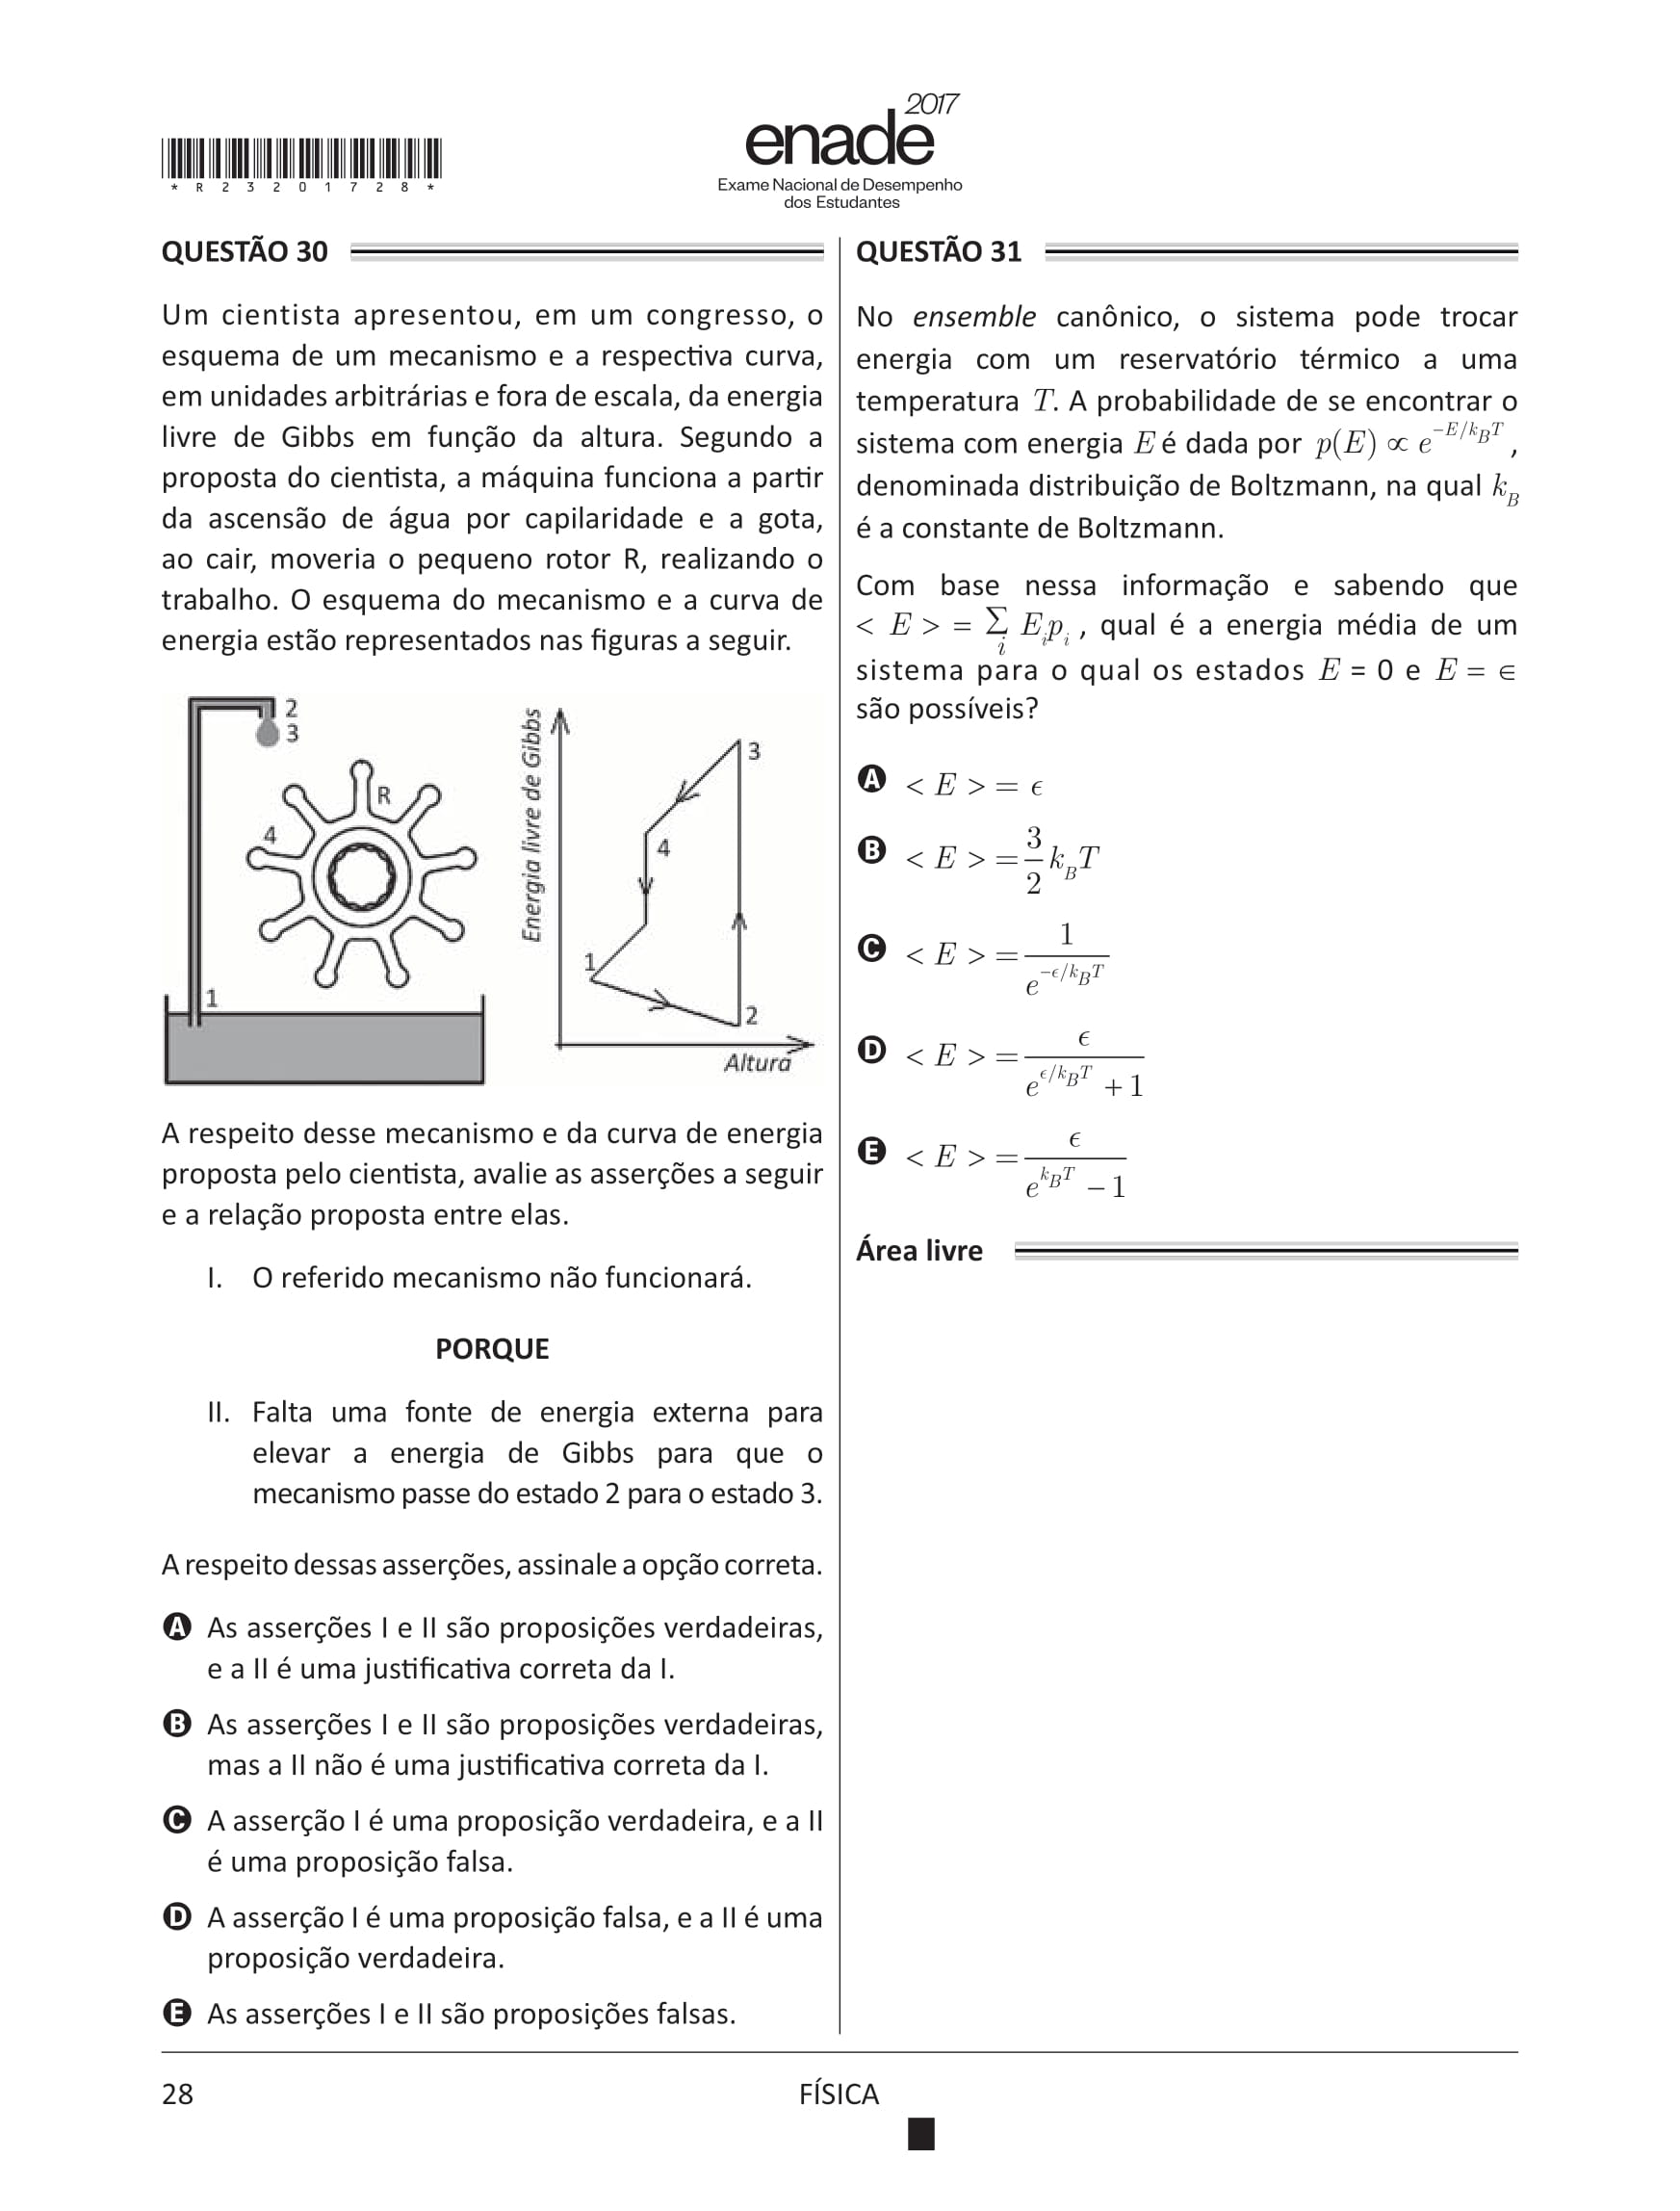 * R 2 3 2 0 1 7 2 8 *
2017
enade
Exame Nacional de Desempenho
dos Estudantes
QUESTÃO 30
Um cientista apresentou, em um congresso, o
esquema de um mecanismo e a respectiva curva,
em unidades arbitrárias e fora de escala, da energia
livre de Gibbs em função da altura. Segundo a
proposta do cientista, a máquina funciona a partir
da ascensão de água por capilaridade e a gota,
ao cair, moveria o pequeno rotor R, realizando o
trabalho. O esquema do mecanismo e a curva de
energia estão representados nas figuras a seguir.
2
3
R
4
1
Energia livre de Gibbs
3
4
1
2
Altura
A respeito desse mecanismo e da curva de energia
proposta pelo cientista, avalie as asserções a seguir
e a relação proposta entre elas.
I. O referido mecanismo não funcionará.
PORQUE
II. Falta uma fonte de energia externa para
elevar a energia de Gibbs para que o
mecanismo passe do estado 2 para o estado 3.
A respeito dessas asserções, assinale a opção correta.
A As asserções I e II são proposições verdadeiras,
e a II é uma justificativa correta da I.
B As asserções I e II são proposições verdadeiras,
mas a II não é uma justificativa correta da I.
C A asserção I é uma proposição verdadeira, e a II
é uma proposição falsa.
D A asserção I é uma proposição falsa, e a II é uma
proposição verdadeira.
E As asserções I e II são proposições falsas.
QUESTÃO 31
No ensemble canônico, o sistema pode trocar
energia com um reservatório térmico a uma
temperatura T. A probabilidade de se encontrar o
sistema com energia E é dada por p(E) ∝ e^{-E/k_BT} ,
denominada distribuição de Boltzmann, na qual k_B
é a constante de Boltzmann.
Com base nessa informação e sabendo que
< E > = Σ_i E_i p_i , qual é a energia média de um
sistema para o qual os estados E = 0 e E = ∈
são possíveis?
A < E > = ϵ
B < E > = 3/2 k_BT
C < E > = 1/e^{-ϵ/k_BT}
D < E > = ϵ/(e^{ϵ/k_BT} + 1)
E < E > = ϵ/(e^{k_BT} − 1)
Área livre
28
FÍSICA